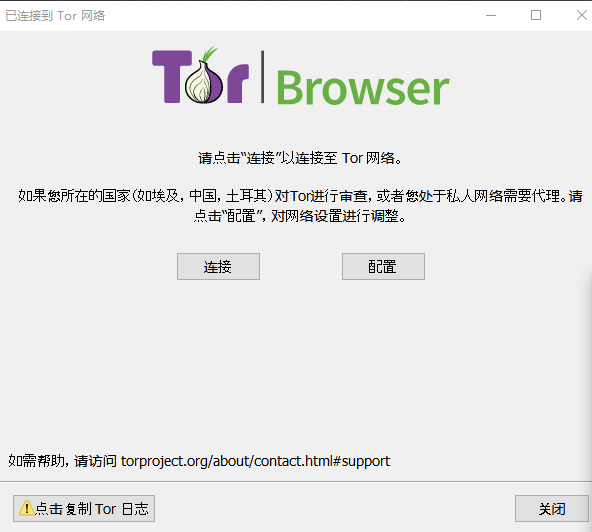 已连接到 Tor 网络
Tor Browser
请点击“连接”以连接至 Tor 网络。
如果您所在的国家（如埃及，中国，土耳其）对Tor进行审查，或者您处于私人网络需要代理。请
点击“配置”，对网络设置进行调整。
连接 配置
如需帮助，请访问 torproject.org/about/contact.html#support
点击复制 Tor 日志 关闭